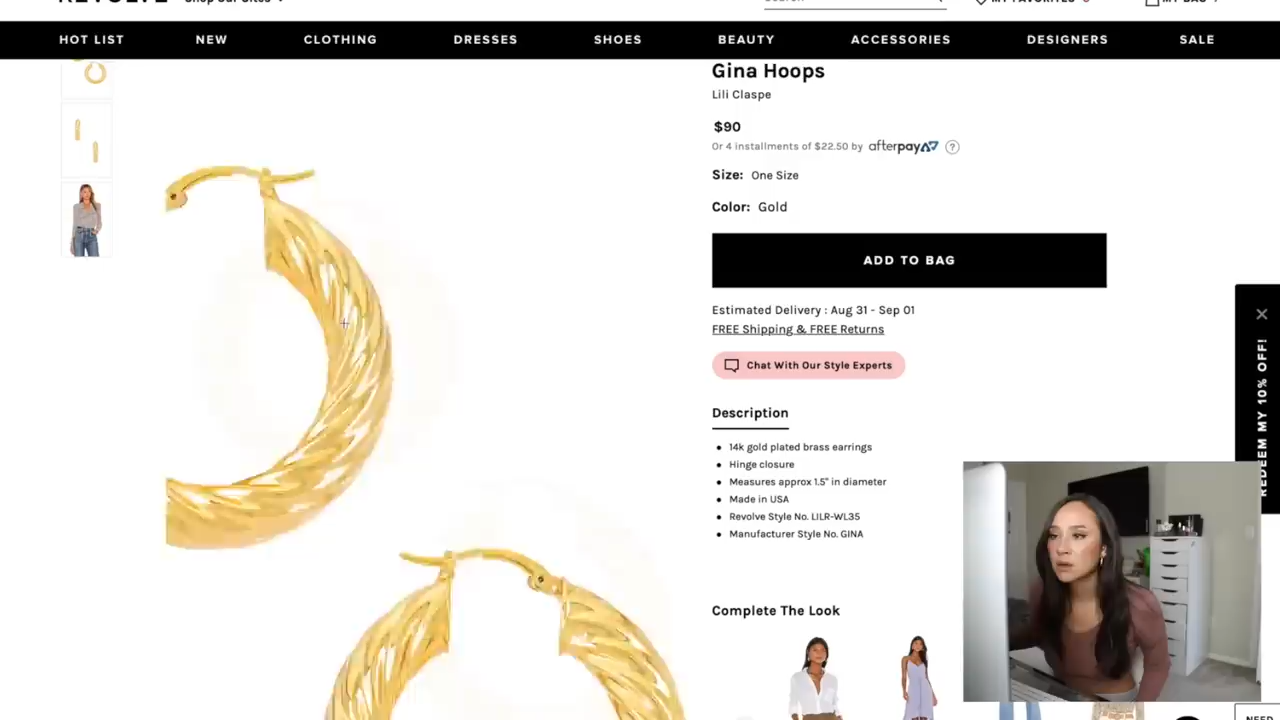 HOT LIST NEW CLOTHING DRESSES SHOES BEAUTY ACCESSORIES DESIGNERS SALE
Gina Hoops
Lili Claspe
$90
Or 4 installments of $22.50 by afterpay ?
Size: One Size
Color: Gold
ADD TO BAG
Estimated Delivery : Aug 31 - Sep 01
FREE Shipping & FREE Returns
Chat With Our Style Experts
Description
14k gold plated brass earrings
Hinge closure
Measures approx 1.5" in diameter
Made in USA
Revolve Style No. LILR-WL35
Manufacturer Style No. GINA
Complete The Look
REDEEM MY 10% OFF!
NEED